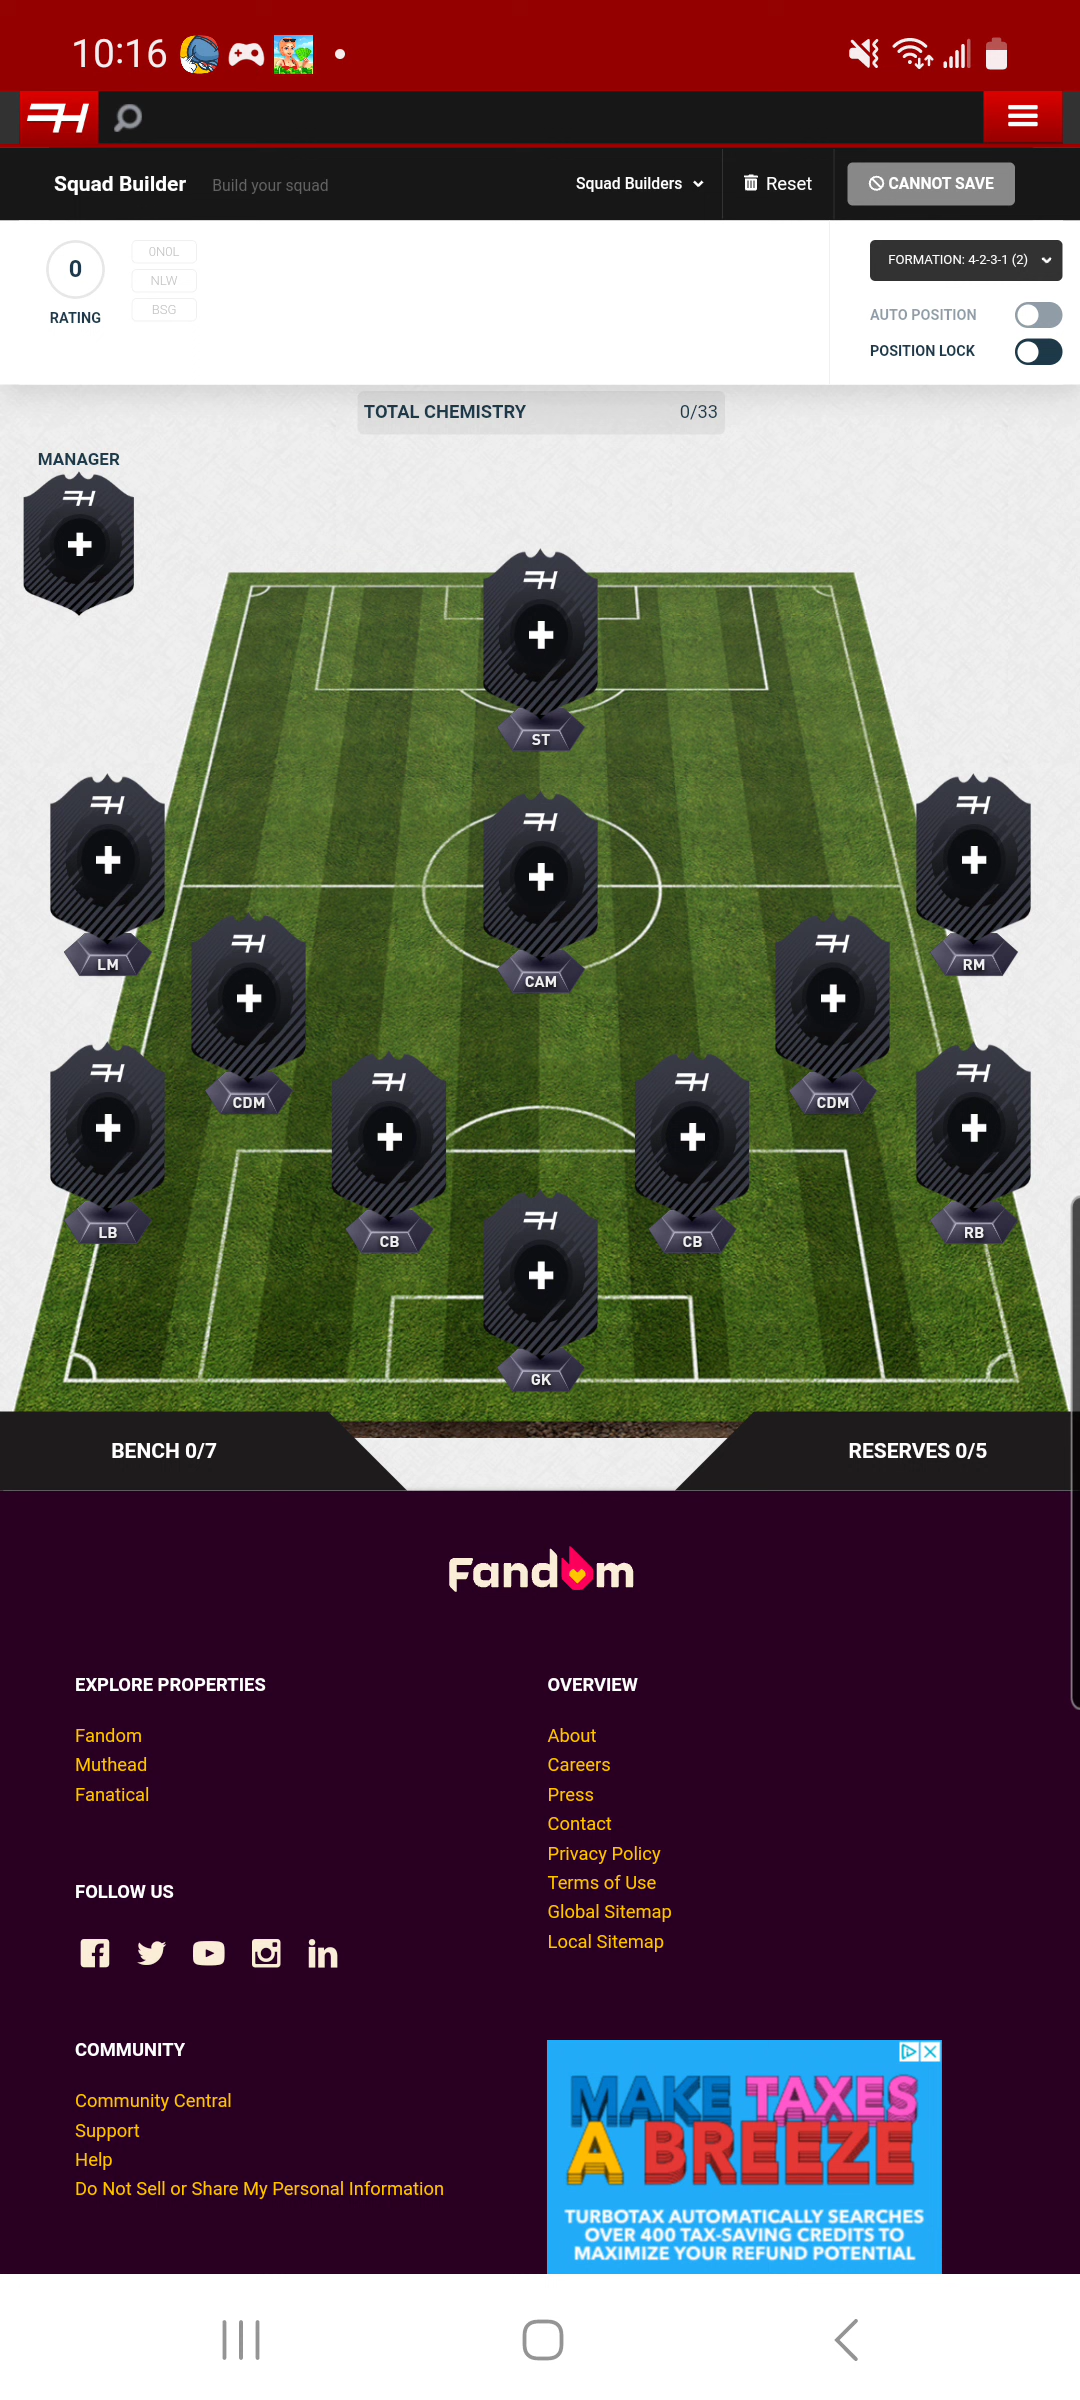 10:16
FH
Squad Builder
Build your squad
Squad Builders
Reset
CANNOT SAVE
0
RATING
0N0L
NLW
BSG
FORMATION: 4-2-3-1 (2)
AUTO POSITION
POSITION LOCK
TOTAL CHEMISTRY 0/33
MANAGER
ST
LM
CAM
RM
CDM
CDM
LB
CB
CB
RB
GK
BENCH 0/7
RESERVES 0/5
Fandom
EXPLORE PROPERTIES
Fandom
Muthead
Fanatical
OVERVIEW
About
Careers
Press
Contact
Privacy Policy
Terms of Use
Global Sitemap
Local Sitemap
FOLLOW US
COMMUNITY
Community Central
Support
Help
Do Not Sell or Share My Personal Information
MAKE TAXES
A BREEZE
TURBOTAX AUTOMATICALLY SEARCHES
OVER 400 TAX-SAVING CREDITS TO
MAXIMIZE YOUR REFUND POTENTIAL